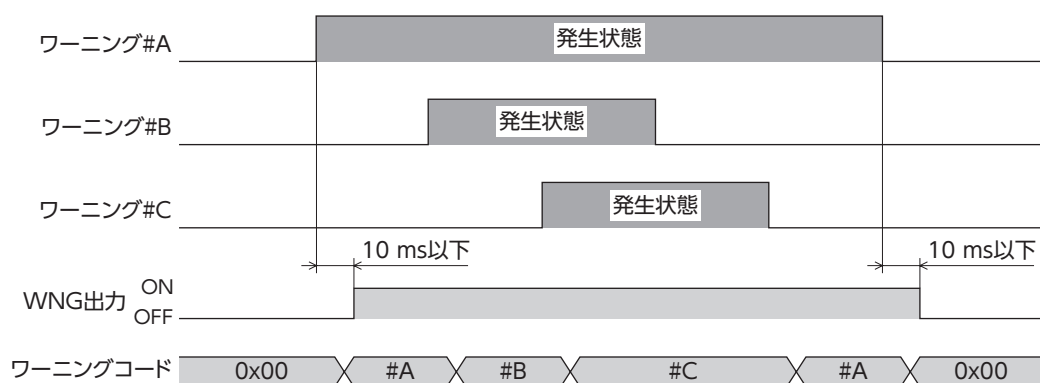 ワーニング#A
発生状態
ワーニング#B
発生状態
ワーニング#C
発生状態
10 ms以下
10 ms以下
WNG出力
ON
OFF
ワーニングコード 0x00 #A #B #C #A 0x00